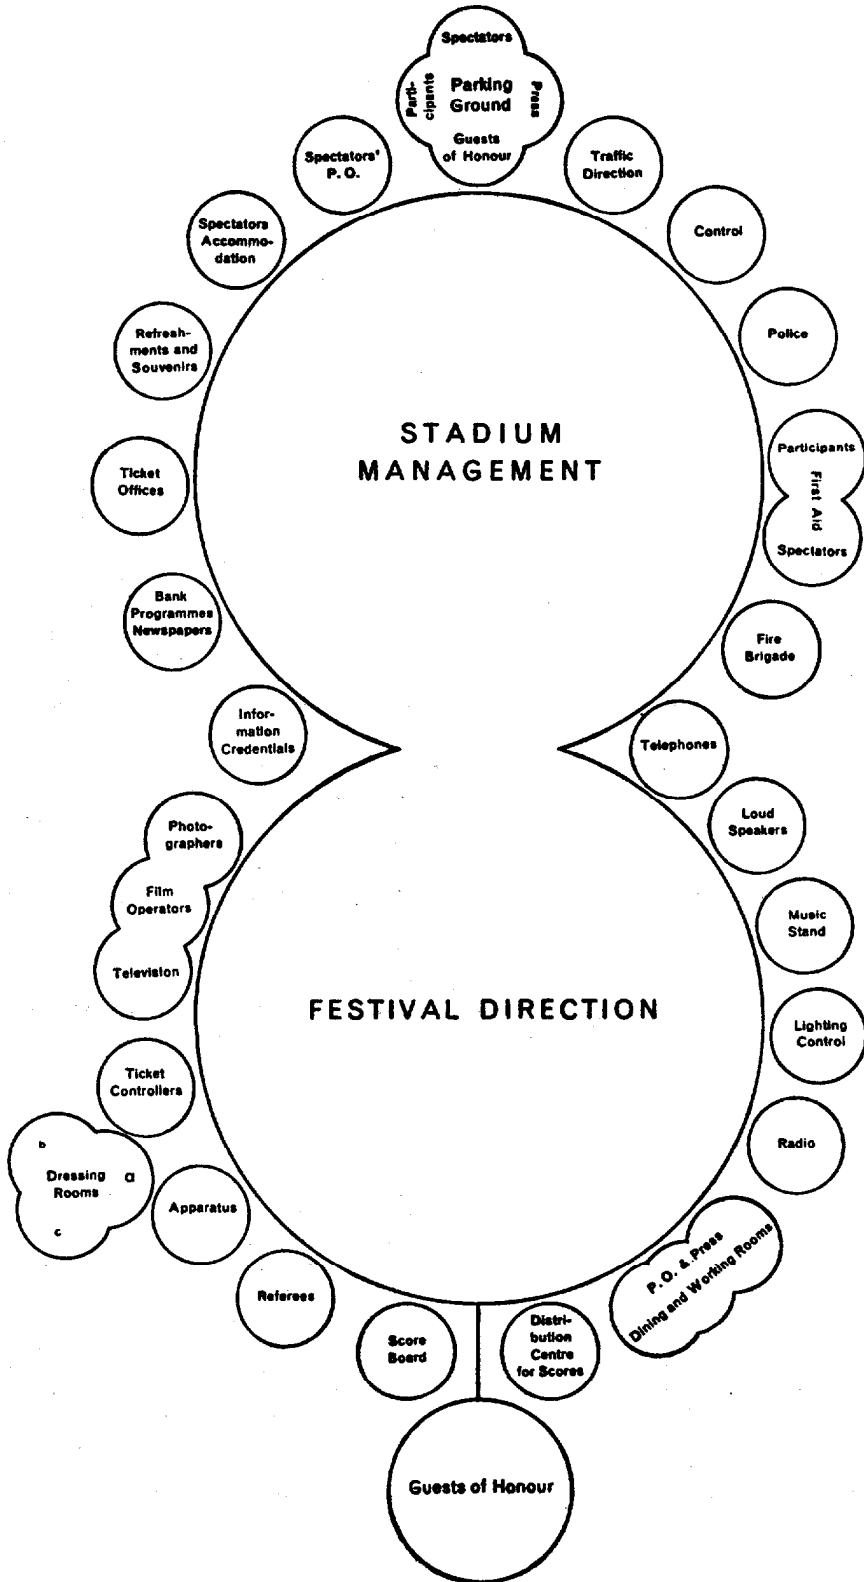 Spectators
Parti-
cipants
Parking
Ground
Press
Guests
of Honour
Spectators'
P. O.
Traffic
Direction
Spectators
Accommo-
dation
Control
Refresh-
ments and
Souvenirs
Police
STADIUM
MANAGEMENT
Participants
First Aid
Spectators
Ticket
Offices
Bank
Programmes
Newspapers
Fire
Brigade
Infor-
mation
Credentials
Telephones
Photo-
graphers
Loud
Speakers
Film
Operators
Music
Stand
Television
FESTIVAL DIRECTION
Lighting
Control
Ticket
Controllers
Radio
b
Dressing
Rooms
a
c
Apparatus
P. O. & Press
Dining and Working Rooms
Referees
Score
Board
Distri-
bution
Centre
for Scores
Guests of Honour